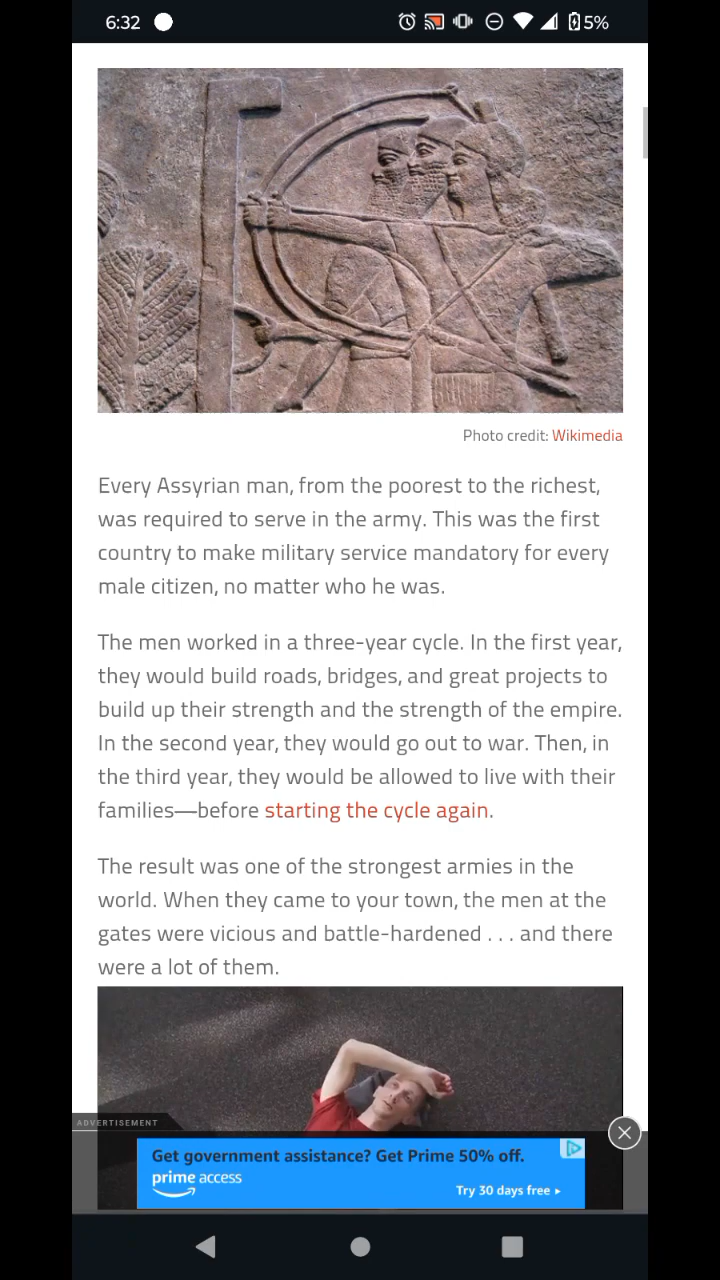 6:32
5%
Photo credit: Wikimedia
Every Assyrian man, from the poorest to the richest,
was required to serve in the army. This was the first
country to make military service mandatory for every
male citizen, no matter who he was.
The men worked in a three-year cycle. In the first year,
they would build roads, bridges, and great projects to
build up their strength and the strength of the empire.
In the second year, they would go out to war. Then, in
the third year, they would be allowed to live with their
families—before starting the cycle again.
The result was one of the strongest armies in the
world. When they came to your town, the men at the
gates were vicious and battle-hardened . . . and there
were a lot of them.
ADVERTISEMENT
Get government assistance? Get Prime 50% off.
prime access
Try 30 days free ▸